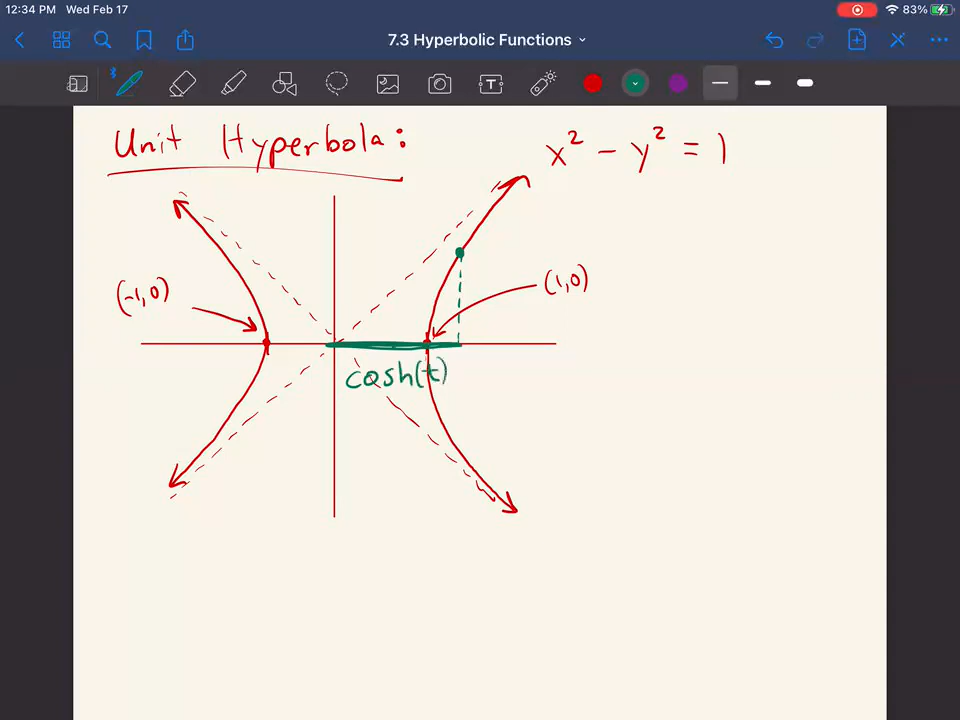 12:34 PM Wed Feb 17
83%
7.3 Hyperbolic Functions
T
Unit Hyperbola:
x² - y² = 1
(-1,0)
(1,0)
cosh(t)